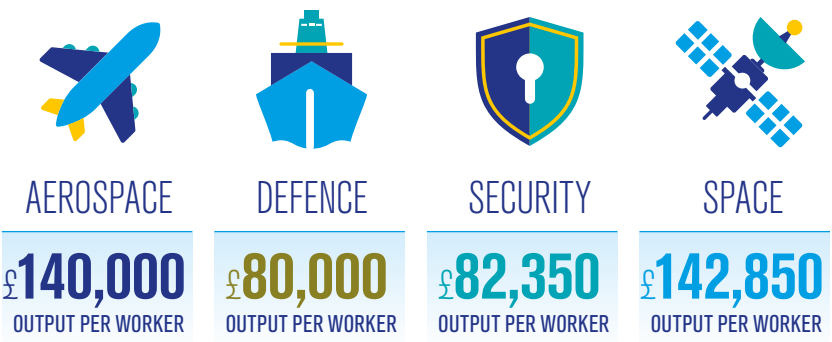 AEROSPACE
£140,000
OUTPUT PER WORKER
DEFENCE
£80,000
OUTPUT PER WORKER
SECURITY
£82,350
OUTPUT PER WORKER
SPACE
£142,850
OUTPUT PER WORKER